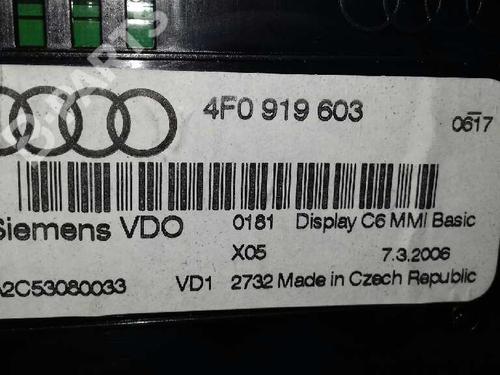 4F0 919 603
0617
Siemens VDO
0181 Display C6 MMI Basic
X05 7.3.2006
A2C53080033 VD1 2732 Made in Czech Republic